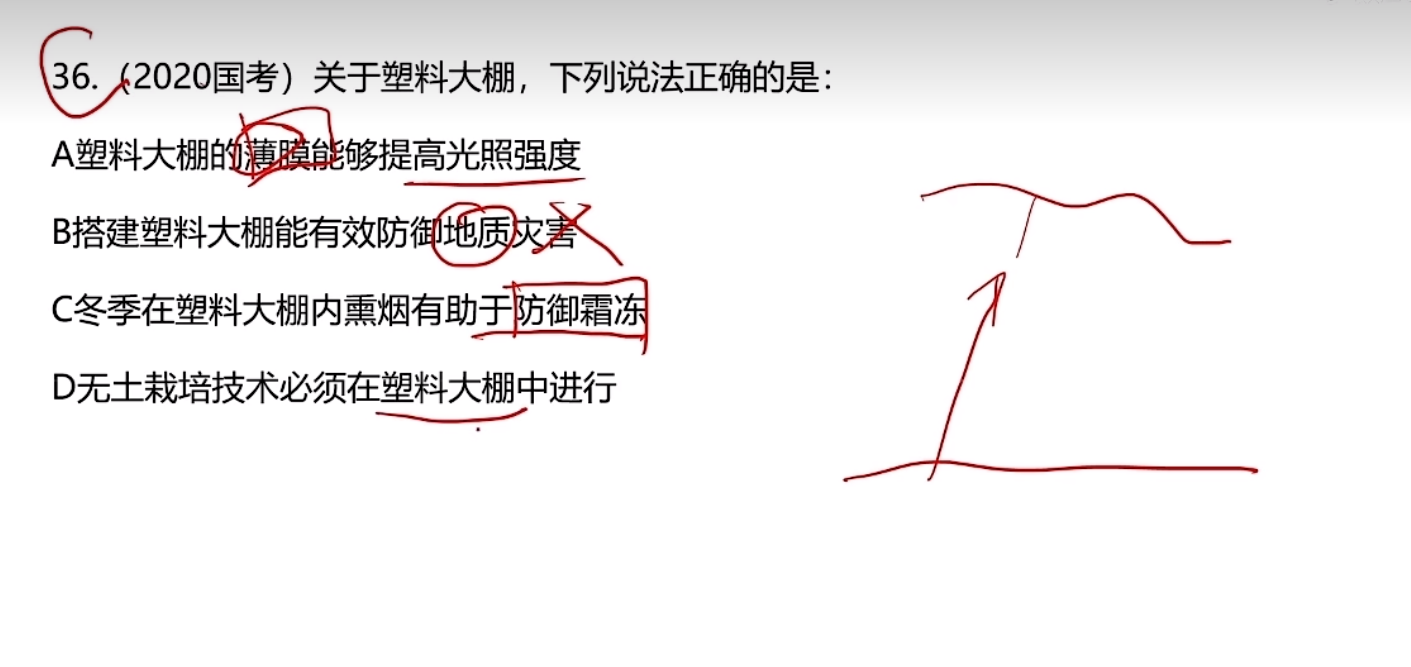 36.（2020国考）关于塑料大棚，下列说法正确的是：
A塑料大棚的薄膜能够提高光照强度
B搭建塑料大棚能有效防御地质灾害
C冬季在塑料大棚内熏烟有助于防御霜冻
D无土栽培技术必须在塑料大棚中进行